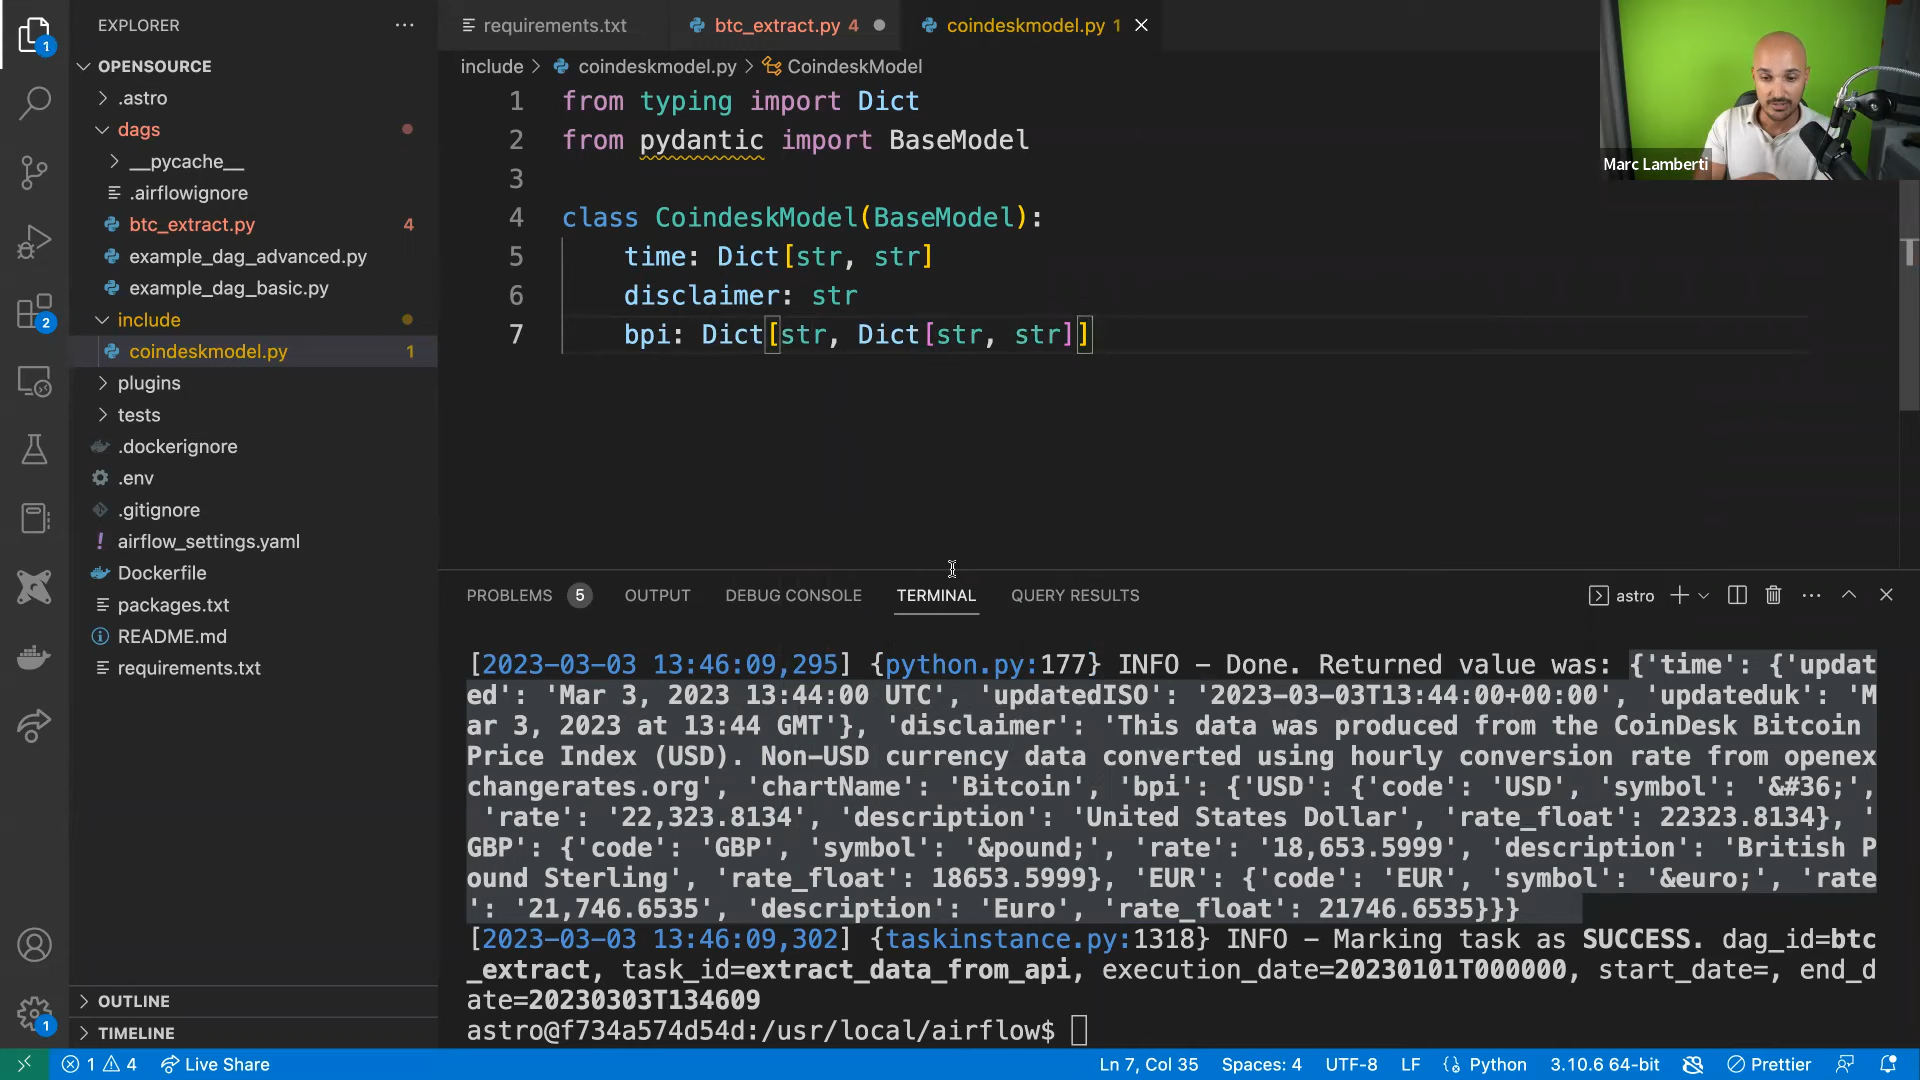 EXPLORER
OPENSOURCE
.astro
dags
__pycache__
.airflowignore
btc_extract.py 4
example_dag_advanced.py
example_dag_basic.py
include
coindeskmodel.py 1
plugins
tests
.dockerignore
.env
.gitignore
airflow_settings.yaml
Dockerfile
packages.txt
README.md
requirements.txt
OUTLINE
TIMELINE
1
2
1
requirements.txt
btc_extract.py 4
coindeskmodel.py 1
include > coindeskmodel.py > CoindeskModel
1 from typing import Dict
2 from pydantic import BaseModel
3
4 class CoindeskModel(BaseModel):
5 time: Dict[str, str]
6 disclaimer: str
7 bpi: Dict[str, Dict[str, str]]
Marc Lamberti
PROBLEMS 5 OUTPUT DEBUG CONSOLE TERMINAL QUERY RESULTS
astro
[2023-03-03 13:46:09,295] {python.py:177} INFO - Done. Returned value was: {'time': {'updat
ed': 'Mar 3, 2023 13:44:00 UTC', 'updatedISO': '2023-03-03T13:44:00+00:00', 'updateduk': 'M
ar 3, 2023 at 13:44 GMT'}, 'disclaimer': 'This data was produced from the CoinDesk Bitcoin
Price Index (USD). Non-USD currency data converted using hourly conversion rate from openex
changerates.org', 'chartName': 'Bitcoin', 'bpi': {'USD': {'code': 'USD', 'symbol': '&#36;',
'rate': '22,323.8134', 'description': 'United States Dollar', 'rate_float': 22323.8134}, '
GBP': {'code': 'GBP', 'symbol': '&pound;', 'rate': '18,653.5999', 'description': 'British P
ound Sterling', 'rate_float': 18653.5999}, 'EUR': {'code': 'EUR', 'symbol': '&euro;', 'rate
': '21,746.6535', 'description': 'Euro', 'rate_float': 21746.6535}}}
[2023-03-03 13:46:09,302] {taskinstance.py:1318} INFO - Marking task as SUCCESS. dag_id=btc
_extract, task_id=extract_data_from_api, execution_date=20230101T000000, start_date=, end_d
ate=20230303T134609
astro@f734a574d54d:/usr/local/airflow$
1 4 Live Share Ln 7, Col 35 Spaces: 4 UTF-8 LF Python 3.10.6 64-bit Prettier